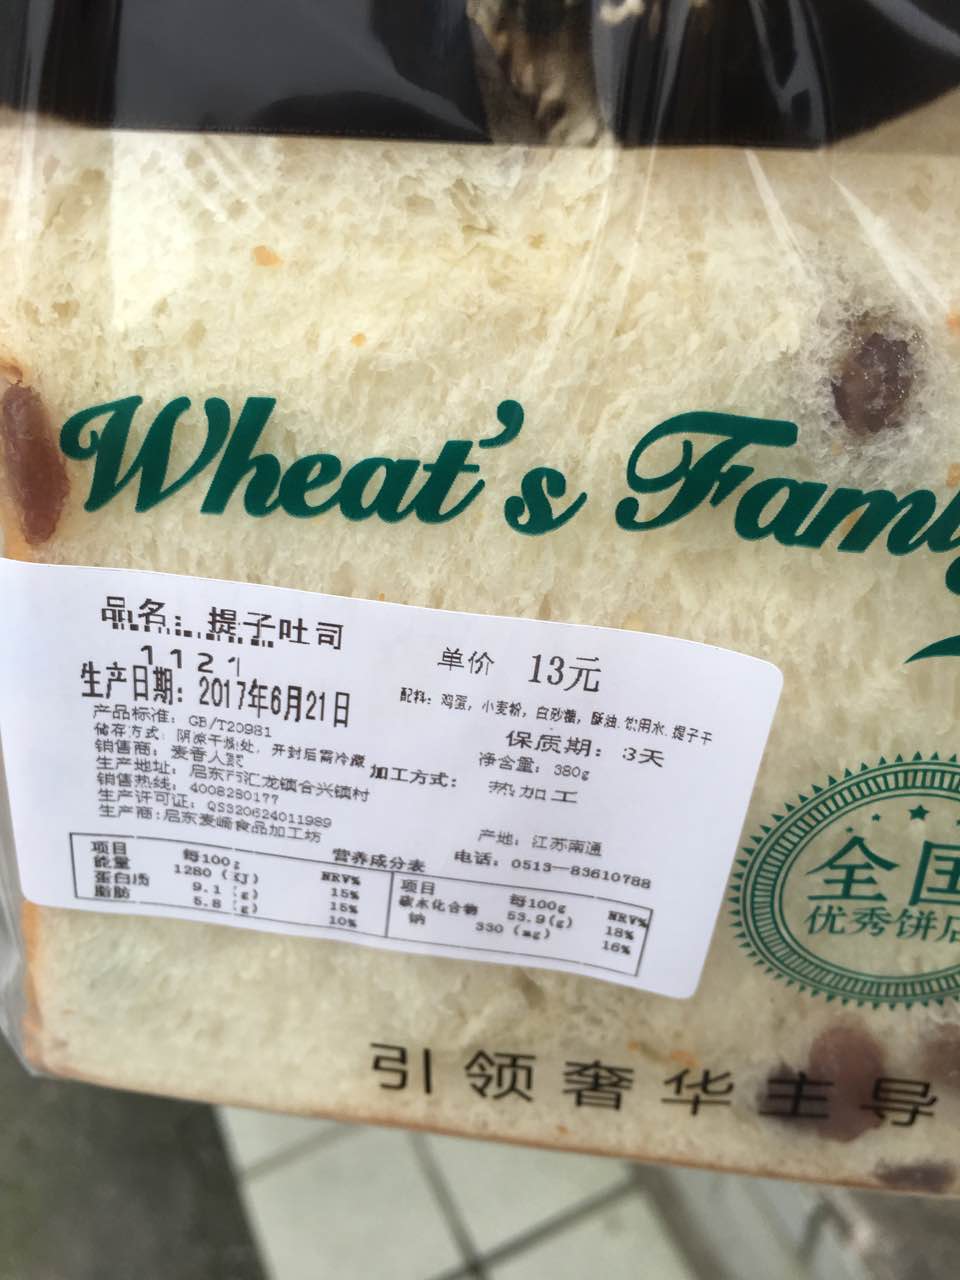 Wheat's Family
品名：提子吐司
1121
单价 13元
生产日期：2017年6月21日
配料：鸡蛋，小麦粉，白砂糖，酥油.饮用水.提子干
产品标准：GB/T20981
保质期：3天
储存方式：阴凉干燥处，开封后需冷藏
净含量：380g
销售商：麦香人家
加工方式：热加工
生产地址：启东市汇龙镇合兴镇村
销售热线：4008280177
生产许可证：QS320624011989
产地：江苏南通
生产商:启东麦嵛食品加工坊
电话：0513-83610788
营养成分表
项目 每100g NRV% 项目 每100g NRV%
能量 1280 (KJ) 15% 碳水化合物 53.9(g) 18%
蛋白质 9.1 (g) 15% 钠 330 (mg) 16%
脂肪 5.8 (g) 10%
全国
优秀饼店
引领奢华主导